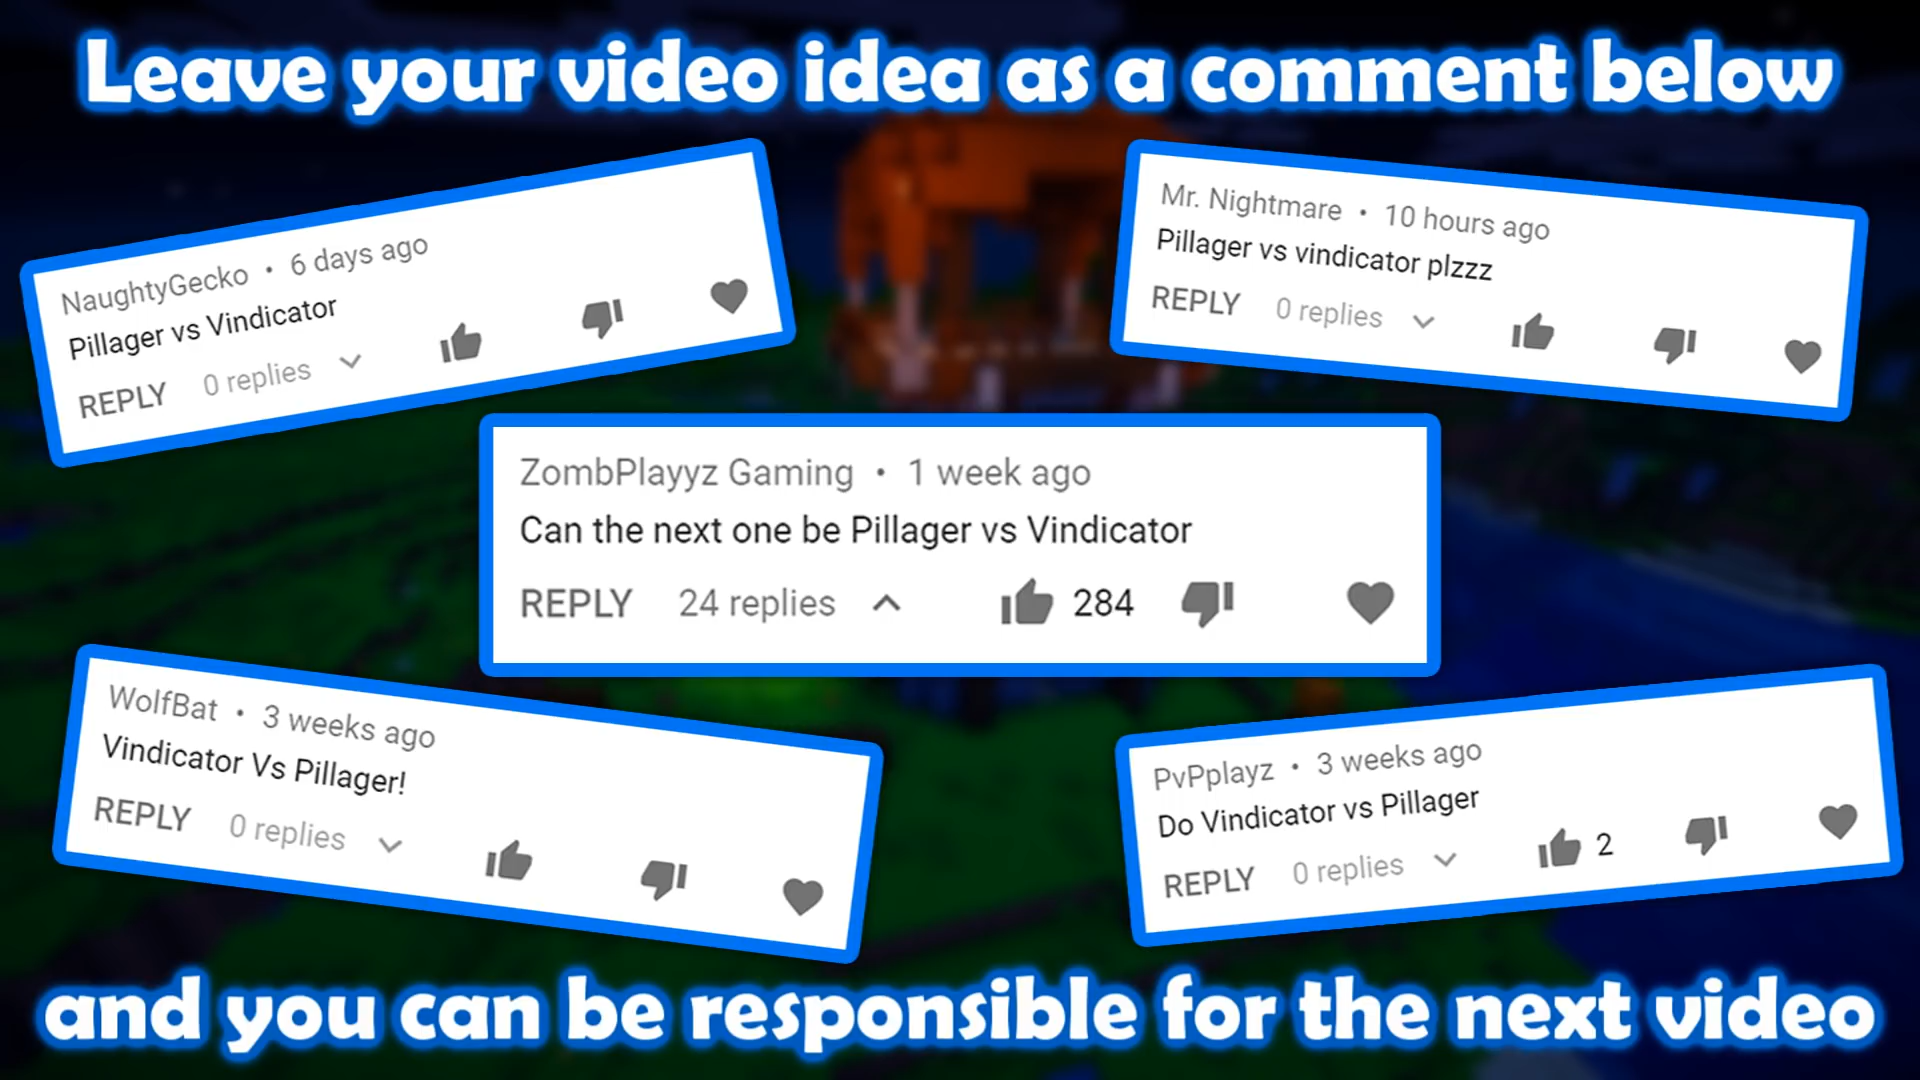 Leave your video idea as a comment below
NaughtyGecko • 6 days ago
Pillager vs Vindicator
REPLY 0 replies
Mr. Nightmare • 10 hours ago
Pillager vs vindicator plzzz
REPLY 0 replies
ZombPlayyz Gaming • 1 week ago
Can the next one be Pillager vs Vindicator
REPLY 24 replies 284
WolfBat • 3 weeks ago
Vindicator Vs Pillager!
REPLY 0 replies
PvPplayz • 3 weeks ago
Do Vindicator vs Pillager
REPLY 0 replies 2
and you can be responsible for the next video